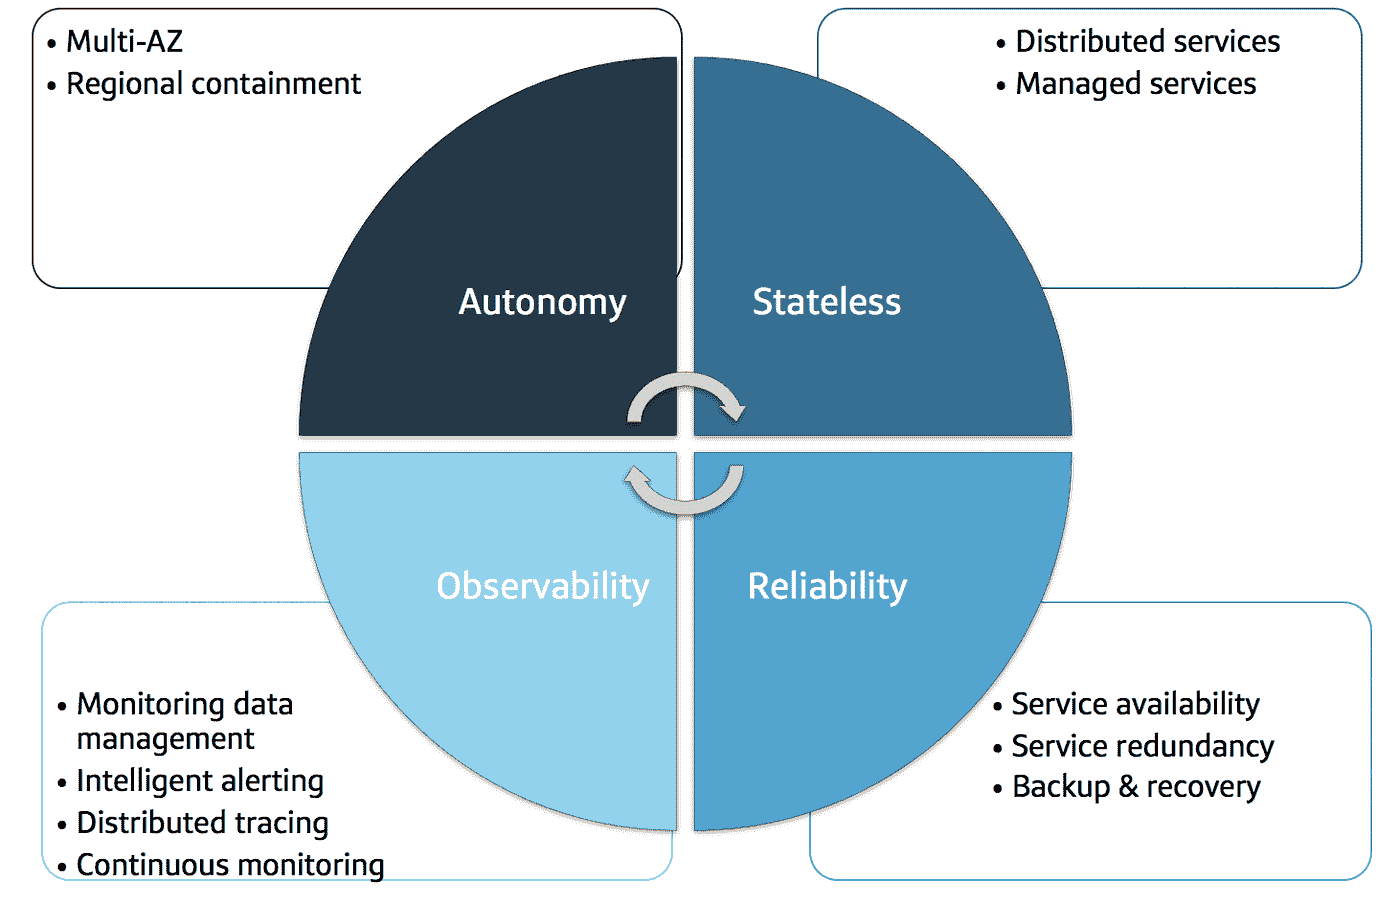 • Multi-AZ
• Regional containment
• Distributed services
• Managed services
Autonomy
Stateless
Observability
Reliability
• Monitoring data
management
• Intelligent alerting
• Distributed tracing
• Continuous monitoring
• Service availability
• Service redundancy
• Backup & recovery